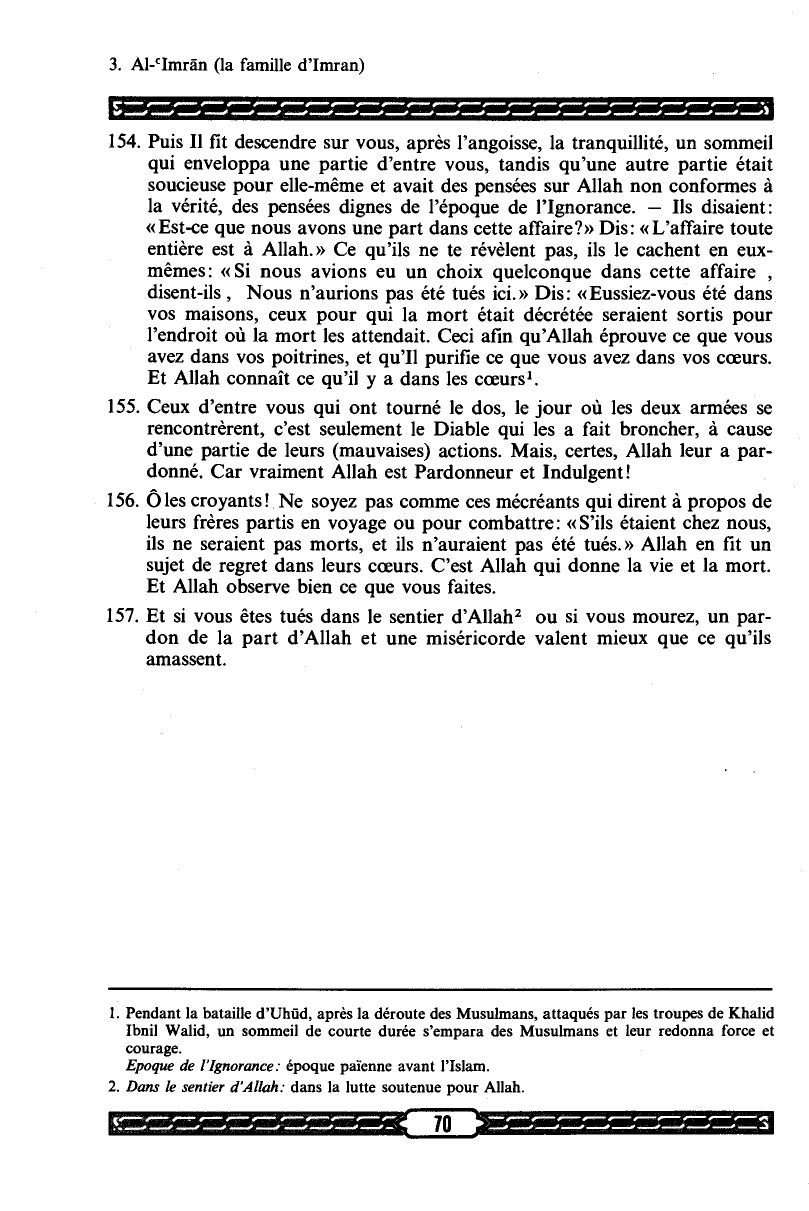 3. Al-ʿImrān (la famille d'Imran)
154. Puis Il fit descendre sur vous, après l'angoisse, la tranquillité, un sommeil
qui enveloppa une partie d'entre vous, tandis qu'une autre partie était
soucieuse pour elle-même et avait des pensées sur Allah non conformes à
la vérité, des pensées dignes de l'époque de l'Ignorance. — Ils disaient:
«Est-ce que nous avons une part dans cette affaire?» Dis: «L'affaire toute
entière est à Allah.» Ce qu'ils ne te révèlent pas, ils le cachent en eux-
mêmes: «Si nous avions eu un choix quelconque dans cette affaire ,
disent-ils , Nous n'aurions pas été tués ici.» Dis: «Eussiez-vous été dans
vos maisons, ceux pour qui la mort était décrétée seraient sortis pour
l'endroit où la mort les attendait. Ceci afin qu'Allah éprouve ce que vous
avez dans vos poitrines, et qu'Il purifie ce que vous avez dans vos cœurs.
Et Allah connaît ce qu'il y a dans les cœurs¹.
155. Ceux d'entre vous qui ont tourné le dos, le jour où les deux armées se
rencontrèrent, c'est seulement le Diable qui les a fait broncher, à cause
d'une partie de leurs (mauvaises) actions. Mais, certes, Allah leur a par-
donné. Car vraiment Allah est Pardonneur et Indulgent!
156. Ô les croyants! Ne soyez pas comme ces mécréants qui dirent à propos de
leurs frères partis en voyage ou pour combattre: «S'ils étaient chez nous,
ils ne seraient pas morts, et ils n'auraient pas été tués.» Allah en fit un
sujet de regret dans leurs cœurs. C'est Allah qui donne la vie et la mort.
Et Allah observe bien ce que vous faites.
157. Et si vous êtes tués dans le sentier d'Allah² ou si vous mourez, un par-
don de la part d'Allah et une miséricorde valent mieux que ce qu'ils
amassent.
1. Pendant la bataille d'Uhūd, après la déroute des Musulmans, attaqués par les troupes de Khalid
Ibnil Walid, un sommeil de courte durée s'empara des Musulmans et leur redonna force et
courage.
Epoque de l'Ignorance: époque païenne avant l'Islam.
2. Dans le sentier d'Allah: dans la lutte soutenue pour Allah.
70